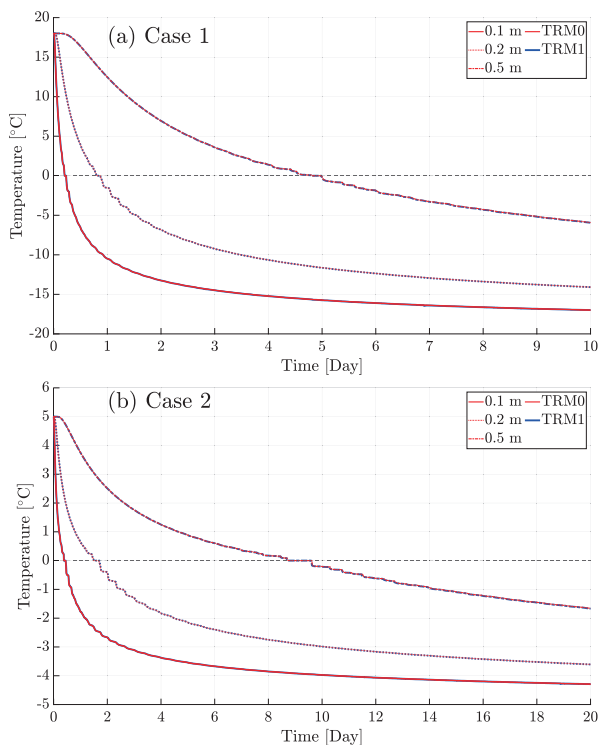 (a) Case 1
0.1 m
TRM0
0.2 m
TRM1
0.5 m
Temperature [°C]
20
15
10
5
0
-5
-10
-15
-20
0 1 2 3 4 5 6 7 8 9 10
Time [Day]
(b) Case 2
0.1 m
TRM0
0.2 m
TRM1
0.5 m
Temperature [°C]
6
5
4
3
2
1
0
-1
-2
-3
-4
-5
0 2 4 6 8 10 12 14 16 18 20
Time [Day]